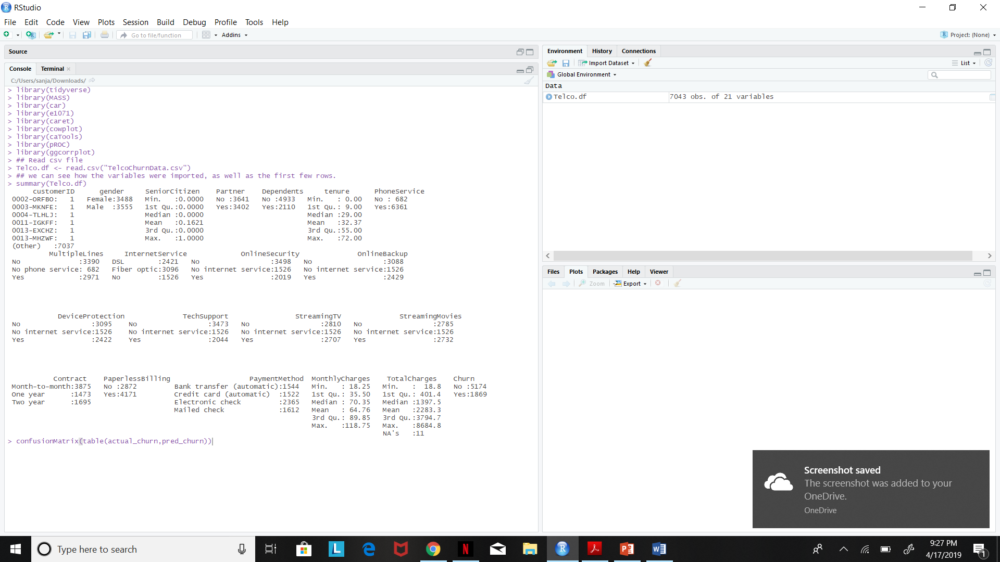 RStudio
File Edit Code View Plots Session Build Debug Profile Tools Help
Go to file/function Addins Project: (None)
Source
Console Terminal
C:/Users/sanja/Downloads/
> library(tidyverse)
> library(MASS)
> library(car)
> library(e1071)
> library(caret)
> library(cowplot)
> library(caTools)
> library(pROC)
> library(ggcorrplot)
> ## Read csv file
> Telco.df <- read.csv("TelcoChurnData.csv")
> ## we can see how the variables were imported, as well as the first few rows.
> summary(Telco.df)
customerID gender SeniorCitizen Partner Dependents tenure PhoneService
0002-ORFBO: 1 Female:3488 Min. :0.0000 No :3641 No :4933 Min. : 0.00 No : 682
0003-MKNFE: 1 Male :3555 1st Qu.:0.0000 Yes:3402 Yes:2110 1st Qu.: 9.00 Yes:6361
0004-TLHLJ: 1 Median :0.0000 Median :29.00
0011-IGKFF: 1 Mean :0.1621 Mean :32.37
0013-EXCHZ: 1 3rd Qu.:0.0000 3rd Qu.:55.00
0013-MHZWF: 1 Max. :1.0000 Max. :72.00
(Other) :7037
MultipleLines InternetService OnlineSecurity OnlineBackup
No :3390 DSL :2421 No :3498 No :3088
No phone service: 682 Fiber optic:3096 No internet service:1526 No internet service:1526
Yes :2971 No :1526 Yes :2019 Yes :2429
DeviceProtection TechSupport StreamingTV StreamingMovies
No :3095 No :3473 No :2810 No :2785
No internet service:1526 No internet service:1526 No internet service:1526 No internet service:1526
Yes :2422 Yes :2044 Yes :2707 Yes :2732
Contract PaperlessBilling PaymentMethod MonthlyCharges TotalCharges Churn
Month-to-month:3875 No :2872 Bank transfer (automatic):1544 Min. : 18.25 Min. : 18.8 No :5174
One year :1473 Yes:4171 Credit card (automatic) :1522 1st Qu.: 35.50 1st Qu.: 401.4 Yes:1869
Two year :1695 Electronic check :2365 Median : 70.35 Median :1397.5
Mailed check :1612 Mean : 64.76 Mean :2283.3
3rd Qu.: 89.85 3rd Qu.:3794.7
Max. :118.75 Max. :8684.8
NA's :11
> confusionMatrix(table(actual_churn,pred_churn))
Environment History Connections
Import Dataset List
Global Environment
Data
Telco.df 7043 obs. of 21 variables
Files Plots Packages Help Viewer
Zoom Export
Screenshot saved
The screenshot was added to your
OneDrive.
OneDrive
Type here to search
9:27 PM
4/17/2019
1